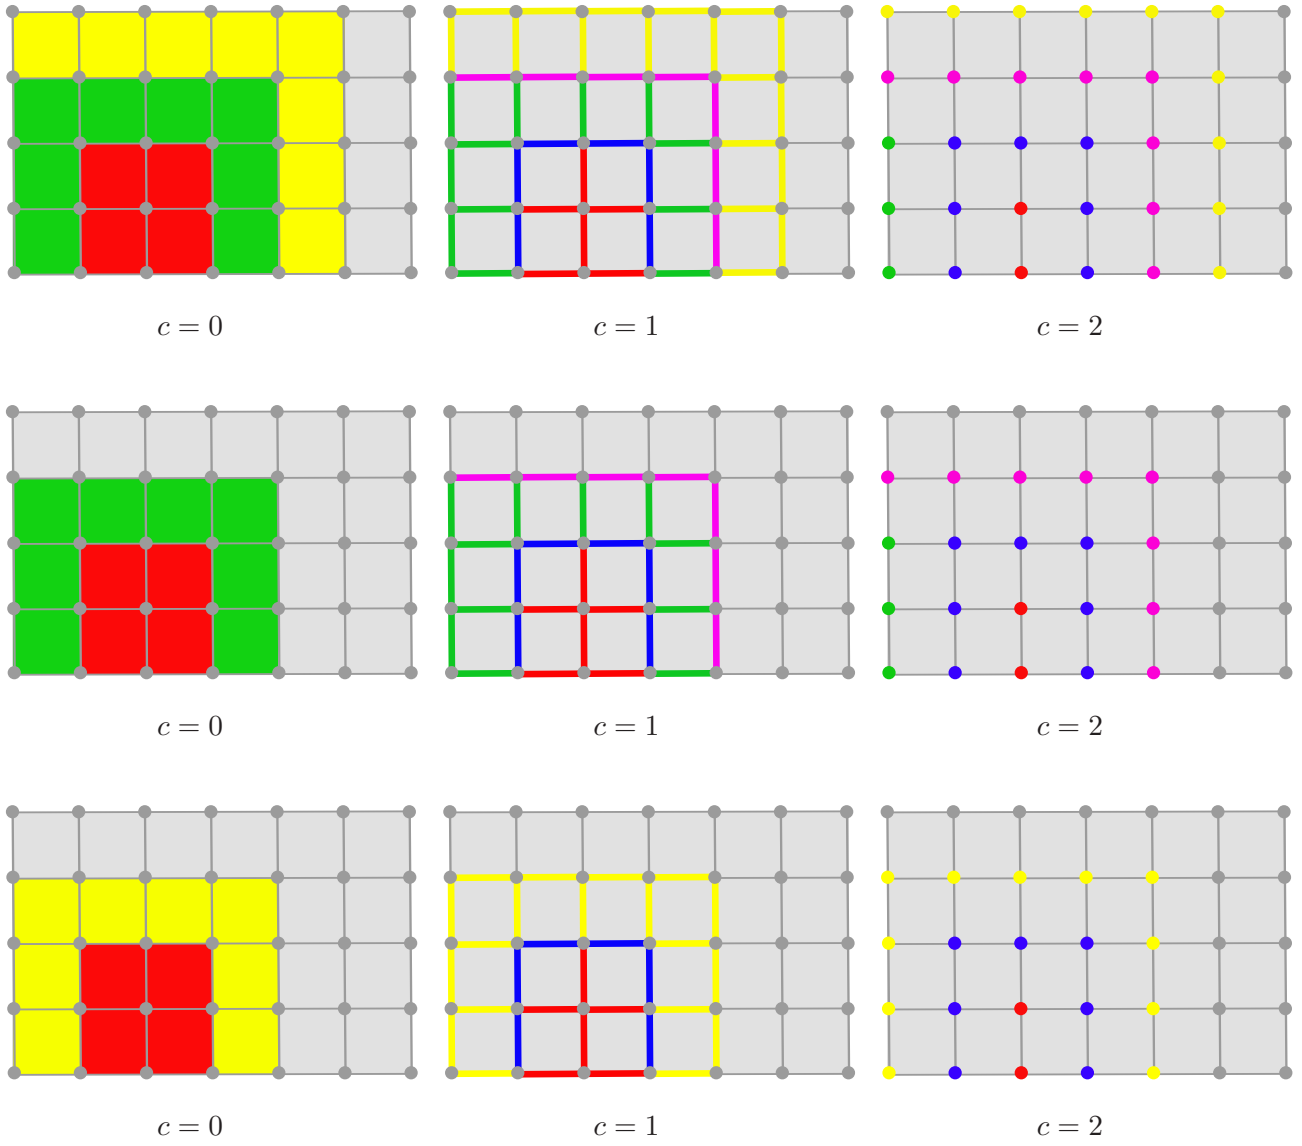 c = 0 c = 1 c = 2
c = 0 c = 1 c = 2
c = 0 c = 1 c = 2